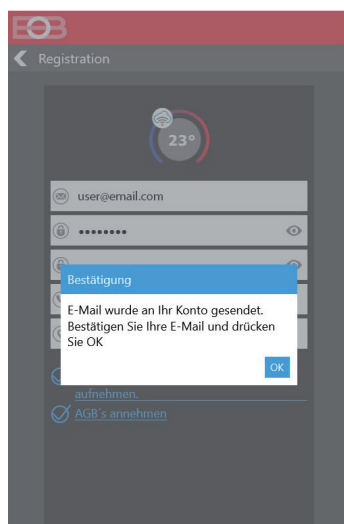 EOB
Registration
23°
user@email.com
••••••••
Bestätigung
E-Mail wurde an Ihr Konto gesendet.
Bestätigen Sie Ihre E-Mail und drücken
Sie OK
OK
aufnehmen.
AGB's annehmen